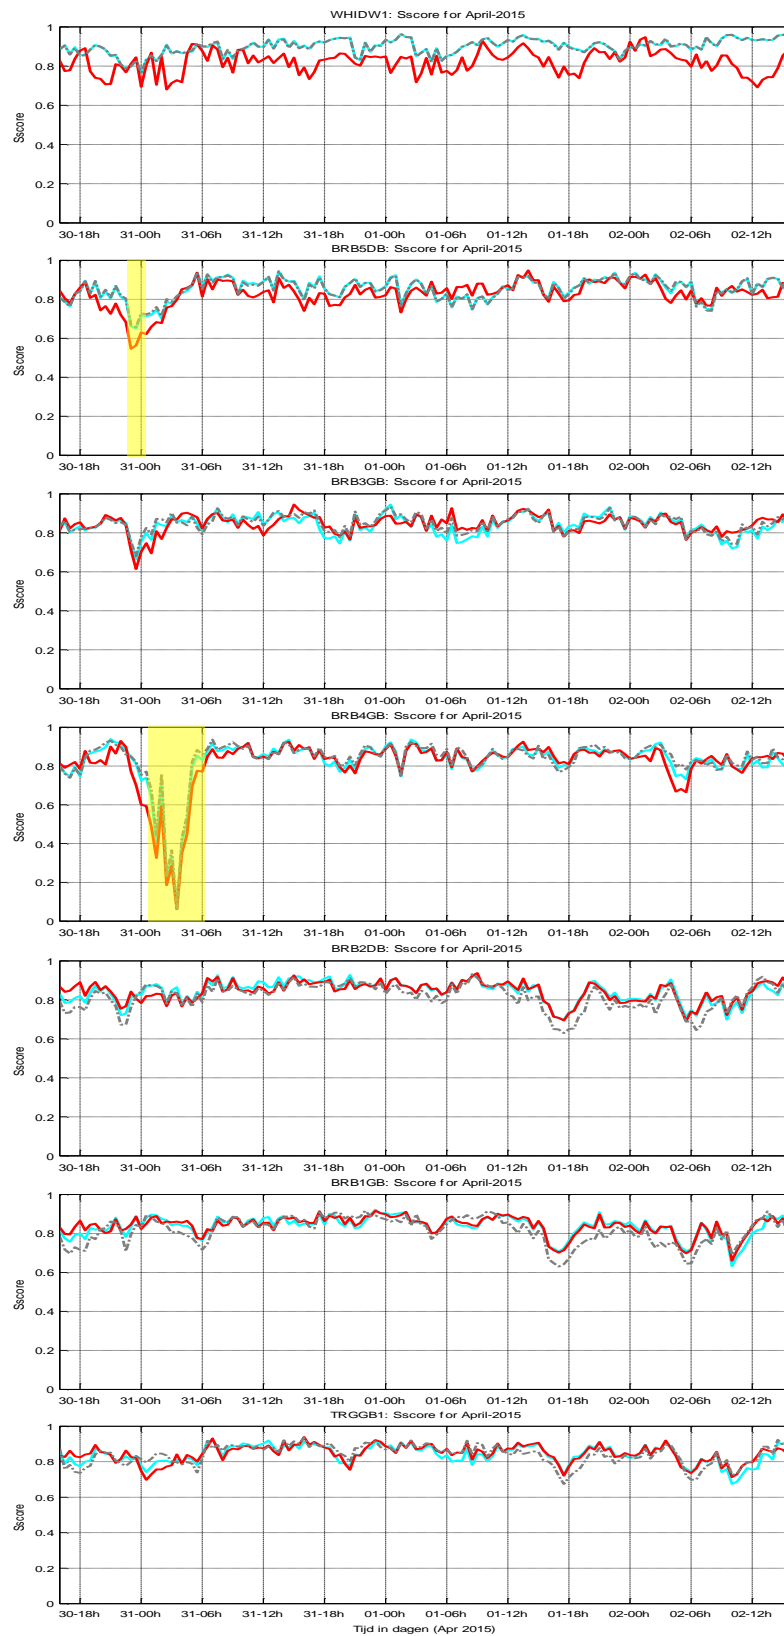 WHIDW1: Sscore for April-2015
1
0.8
0.6
0.4
0.2
0
Sscore
30-18h 31-00h 31-06h 31-12h 31-18h 01-00h 01-06h 01-12h 01-18h 02-00h 02-06h 02-12h
BRB5DB: Sscore for April-2015
1
0.8
0.6
0.4
0.2
0
Sscore
30-18h 31-00h 31-06h 31-12h 31-18h 01-00h 01-06h 01-12h 01-18h 02-00h 02-06h 02-12h
BRB3GB: Sscore for April-2015
1
0.8
0.6
0.4
0.2
0
Sscore
30-18h 31-00h 31-06h 31-12h 31-18h 01-00h 01-06h 01-12h 01-18h 02-00h 02-06h 02-12h
BRB4GB: Sscore for April-2015
1
0.8
0.6
0.4
0.2
0
Sscore
30-18h 31-00h 31-06h 31-12h 31-18h 01-00h 01-06h 01-12h 01-18h 02-00h 02-06h 02-12h
BRB2DB: Sscore for April-2015
1
0.8
0.6
0.4
0.2
0
Sscore
30-18h 31-00h 31-06h 31-12h 31-18h 01-00h 01-06h 01-12h 01-18h 02-00h 02-06h 02-12h
BRB1GB: Sscore for April-2015
1
0.8
0.6
0.4
0.2
0
Sscore
30-18h 31-00h 31-06h 31-12h 31-18h 01-00h 01-06h 01-12h 01-18h 02-00h 02-06h 02-12h
TRGGB1: Sscore for April-2015
1
0.8
0.6
0.4
0.2
0
Sscore
30-18h 31-00h 31-06h 31-12h 31-18h 01-00h 01-06h 01-12h 01-18h 02-00h 02-06h 02-12h
Tijd in dagen (Apr 2015)